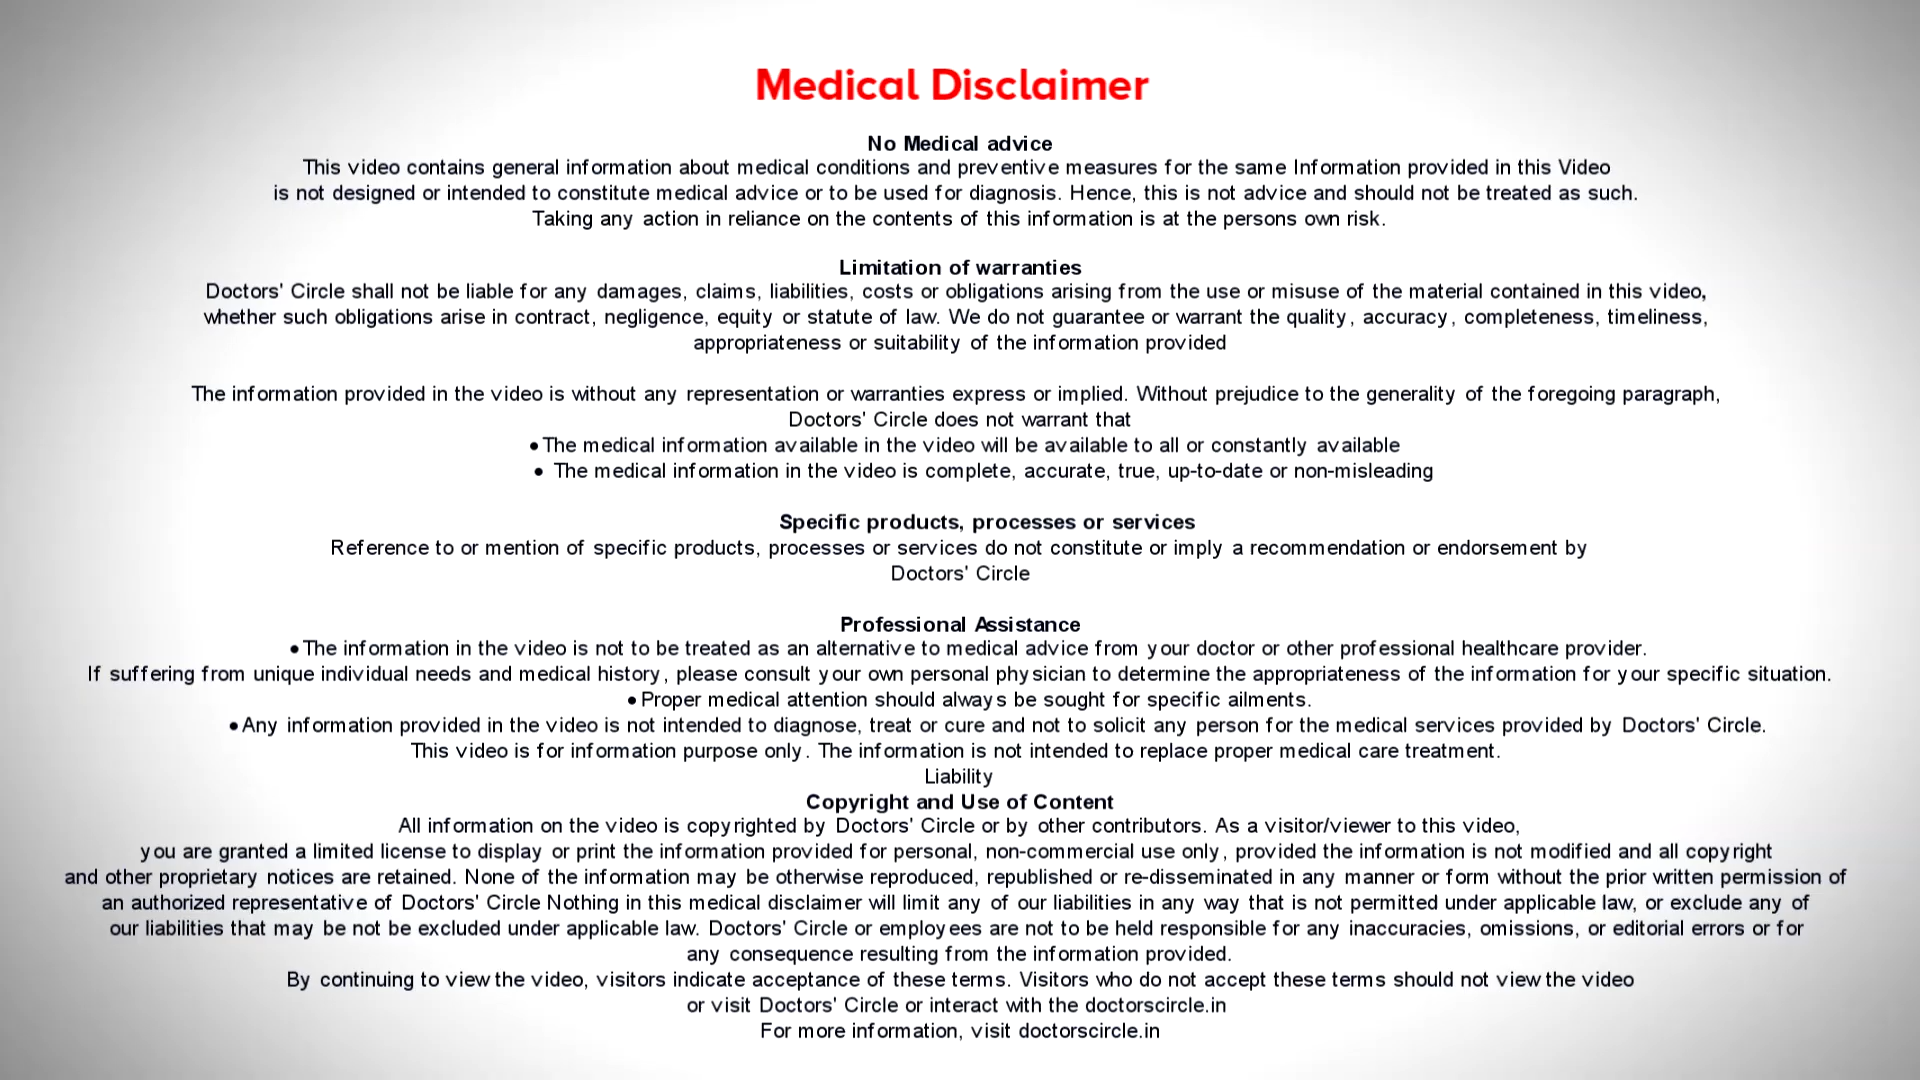 Medical Disclaimer
No Medical advice
This video contains general information about medical conditions and preventive measures for the same Information provided in this Video
is not designed or intended to constitute medical advice or to be used for diagnosis. Hence, this is not advice and should not be treated as such.
Taking any action in reliance on the contents of this information is at the persons own risk.
Limitation of warranties
Doctors' Circle shall not be liable for any damages, claims, liabilities, costs or obligations arising from the use or misuse of the material contained in this video,
whether such obligations arise in contract, negligence, equity or statute of law. We do not guarantee or warrant the quality, accuracy, completeness, timeliness,
appropriateness or suitability of the information provided
The information provided in the video is without any representation or warranties express or implied. Without prejudice to the generality of the foregoing paragraph,
Doctors' Circle does not warrant that
• The medical information available in the video will be available to all or constantly available
• The medical information in the video is complete, accurate, true, up-to-date or non-misleading
Specific products, processes or services
Reference to or mention of specific products, processes or services do not constitute or imply a recommendation or endorsement by
Doctors' Circle
Professional Assistance
• The information in the video is not to be treated as an alternative to medical advice from your doctor or other professional healthcare provider.
If suffering from unique individual needs and medical history, please consult your own personal physician to determine the appropriateness of the information for your specific situation.
• Proper medical attention should always be sought for specific ailments.
• Any information provided in the video is not intended to diagnose, treat or cure and not to solicit any person for the medical services provided by Doctors' Circle.
This video is for information purpose only. The information is not intended to replace proper medical care treatment.
Liability
Copyright and Use of Content
All information on the video is copyrighted by Doctors' Circle or by other contributors. As a visitor/viewer to this video,
you are granted a limited license to display or print the information provided for personal, non-commercial use only, provided the information is not modified and all copyright
and other proprietary notices are retained. None of the information may be otherwise reproduced, republished or re-disseminated in any manner or form without the prior written permission of
an authorized representative of Doctors' Circle Nothing in this medical disclaimer will limit any of our liabilities in any way that is not permitted under applicable law, or exclude any of
our liabilities that may be not be excluded under applicable law. Doctors' Circle or employees are not to be held responsible for any inaccuracies, omissions, or editorial errors or for
any consequence resulting from the information provided.
By continuing to view the video, visitors indicate acceptance of these terms. Visitors who do not accept these terms should not view the video
or visit Doctors' Circle or interact with the doctorscircle.in
For more information, visit doctorscircle.in